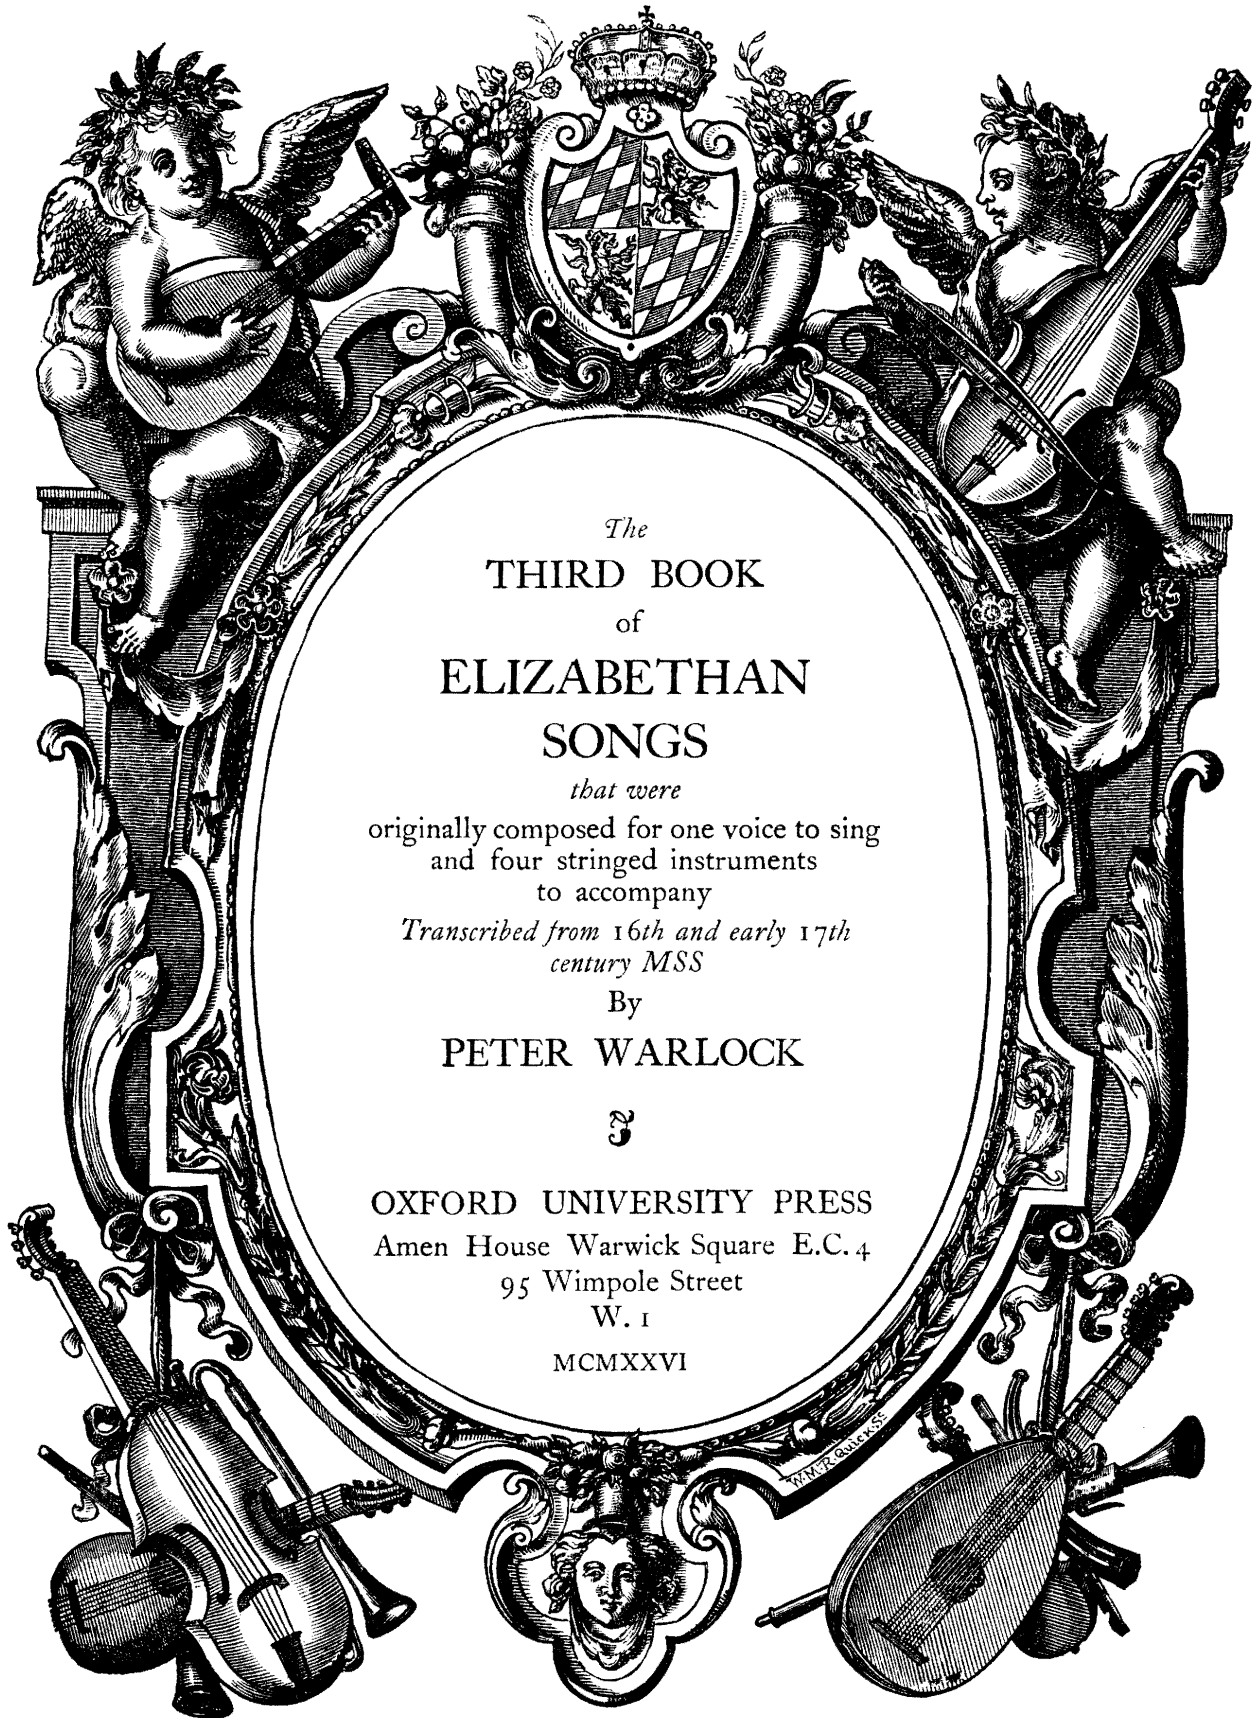 The
THIRD BOOK
of
ELIZABETHAN
SONGS
that were
originally composed for one voice to sing
and four stringed instruments
to accompany
Transcribed from 16th and early 17th
century MSS
By
PETER WARLOCK
OXFORD UNIVERSITY PRESS
Amen House Warwick Square E.C. 4
95 Wimpole Street
W. 1
MCMXXVI
W.M.R. Quick. Sc.